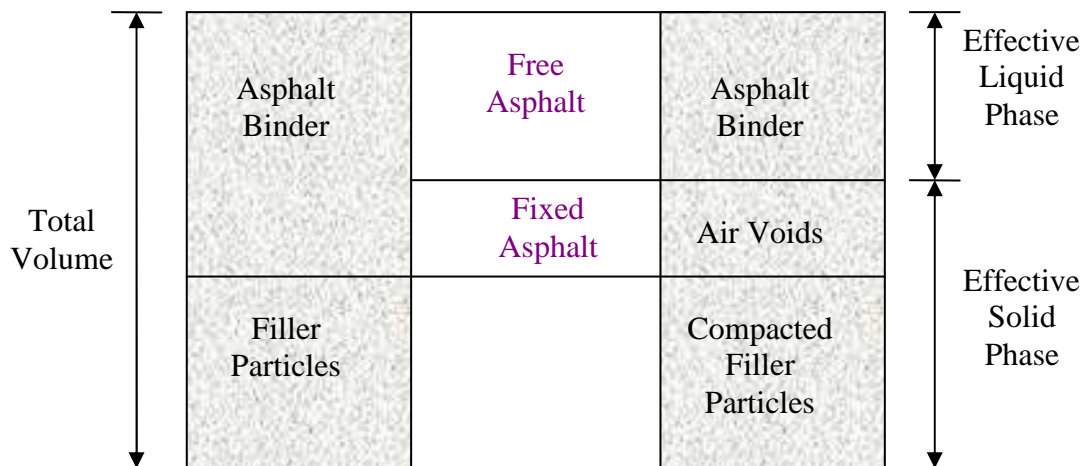 Total
Volume
Asphalt
Binder
Filler
Particles
Free
Asphalt
Fixed
Asphalt
Asphalt
Binder
Air Voids
Compacted
Filler
Particles
Effective
Liquid
Phase
Effective
Solid
Phase